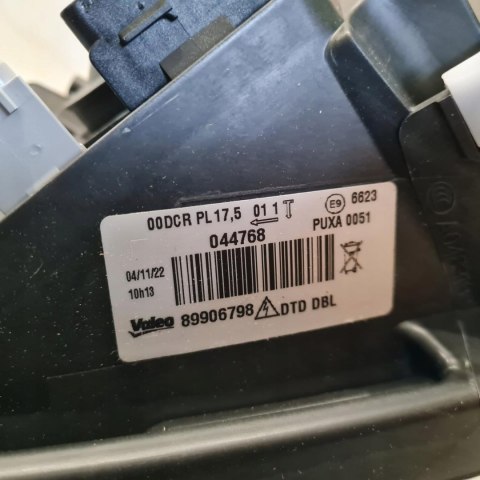 00DCR PL17,5 01 1 T E9 6623
044768 PUXA 0051
04/11/22
10h13
Valeo 89906798 DTD DBL